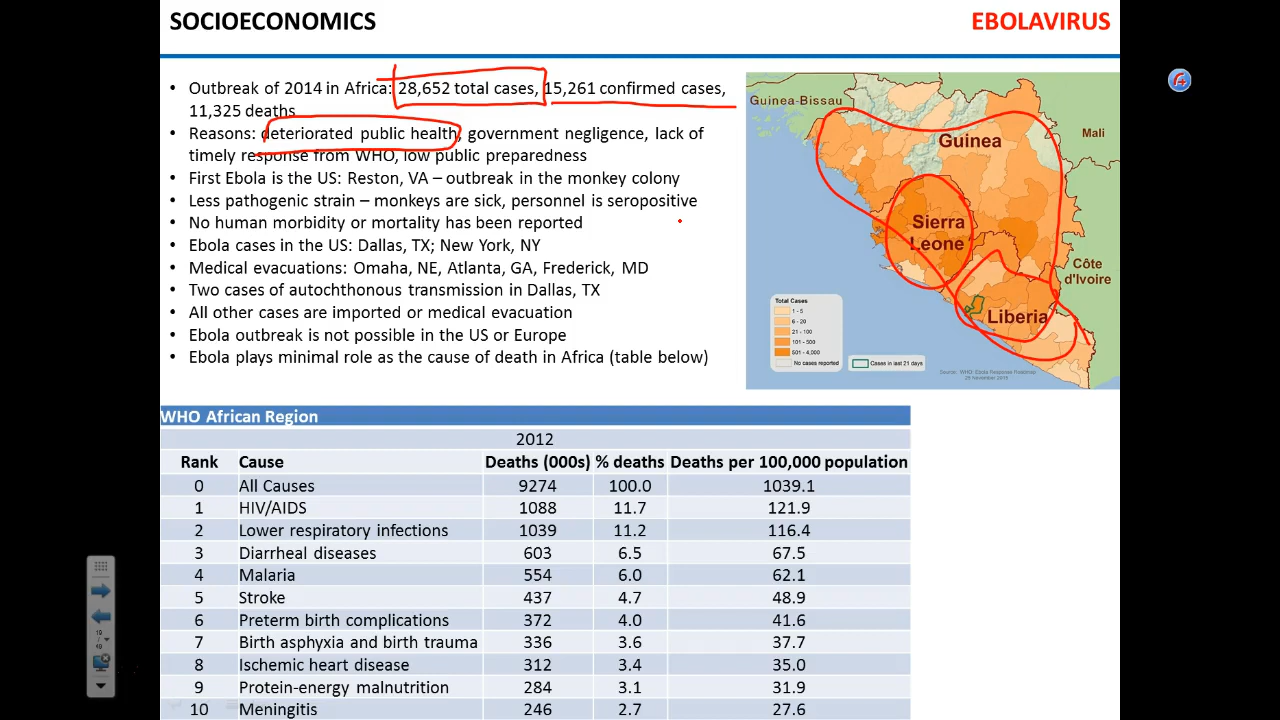 SOCIOECONOMICS
EBOLAVIRUS
• Outbreak of 2014 in Africa: 28,652 total cases, 15,261 confirmed cases,
11,325 deaths
• Reasons: deteriorated public health, government negligence, lack of
timely response from WHO, low public preparedness
• First Ebola is the US: Reston, VA – outbreak in the monkey colony
• Less pathogenic strain – monkeys are sick, personnel is seropositive
• No human morbidity or mortality has been reported
• Ebola cases in the US: Dallas, TX; New York, NY
• Medical evacuations: Omaha, NE, Atlanta, GA, Frederick, MD
• Two cases of autochthonous transmission in Dallas, TX
• All other cases are imported or medical evacuation
• Ebola outbreak is not possible in the US or Europe
• Ebola plays minimal role as the cause of death in Africa (table below)
Guinea-Bissau
Guinea
Mali
Sierra
Leone
Côte
d'Ivoire
Liberia
Total Cases
1 - 5
6 - 20
21 - 100
101 - 500
501 - 4,000
No cases reported
Cases in last 21 days
Source: WHO: Ebola Response Roadmap
WHO African Region
2012
Rank Cause Deaths (000s) % deaths Deaths per 100,000 population
0 All Causes 9274 100.0 1039.1
1 HIV/AIDS 1088 11.7 121.9
2 Lower respiratory infections 1039 11.2 116.4
3 Diarrheal diseases 603 6.5 67.5
4 Malaria 554 6.0 62.1
5 Stroke 437 4.7 48.9
6 Preterm birth complications 372 4.0 41.6
7 Birth asphyxia and birth trauma 336 3.6 37.7
8 Ischemic heart disease 312 3.4 35.0
9 Protein-energy malnutrition 284 3.1 31.9
10 Meningitis 246 2.7 27.6